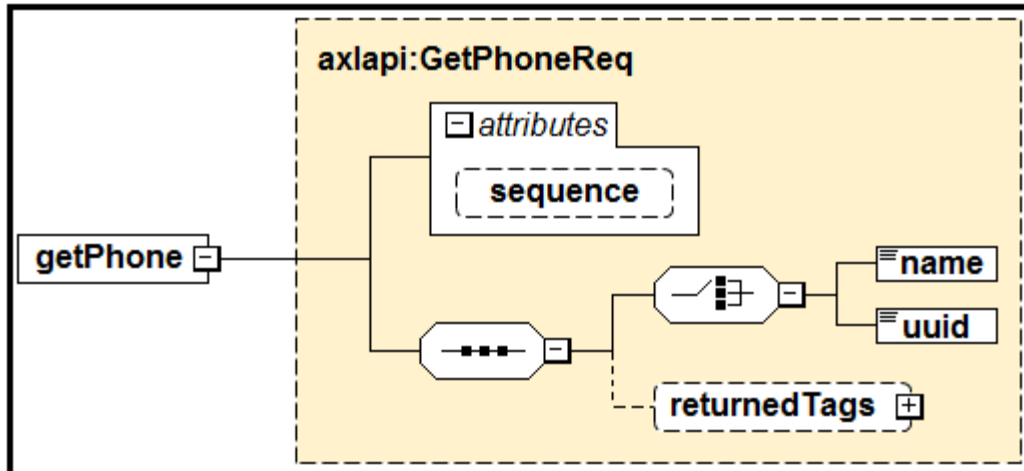 axlapi:GetPhoneReq
attributes
sequence
getPhone
name
uuid
returnedTags